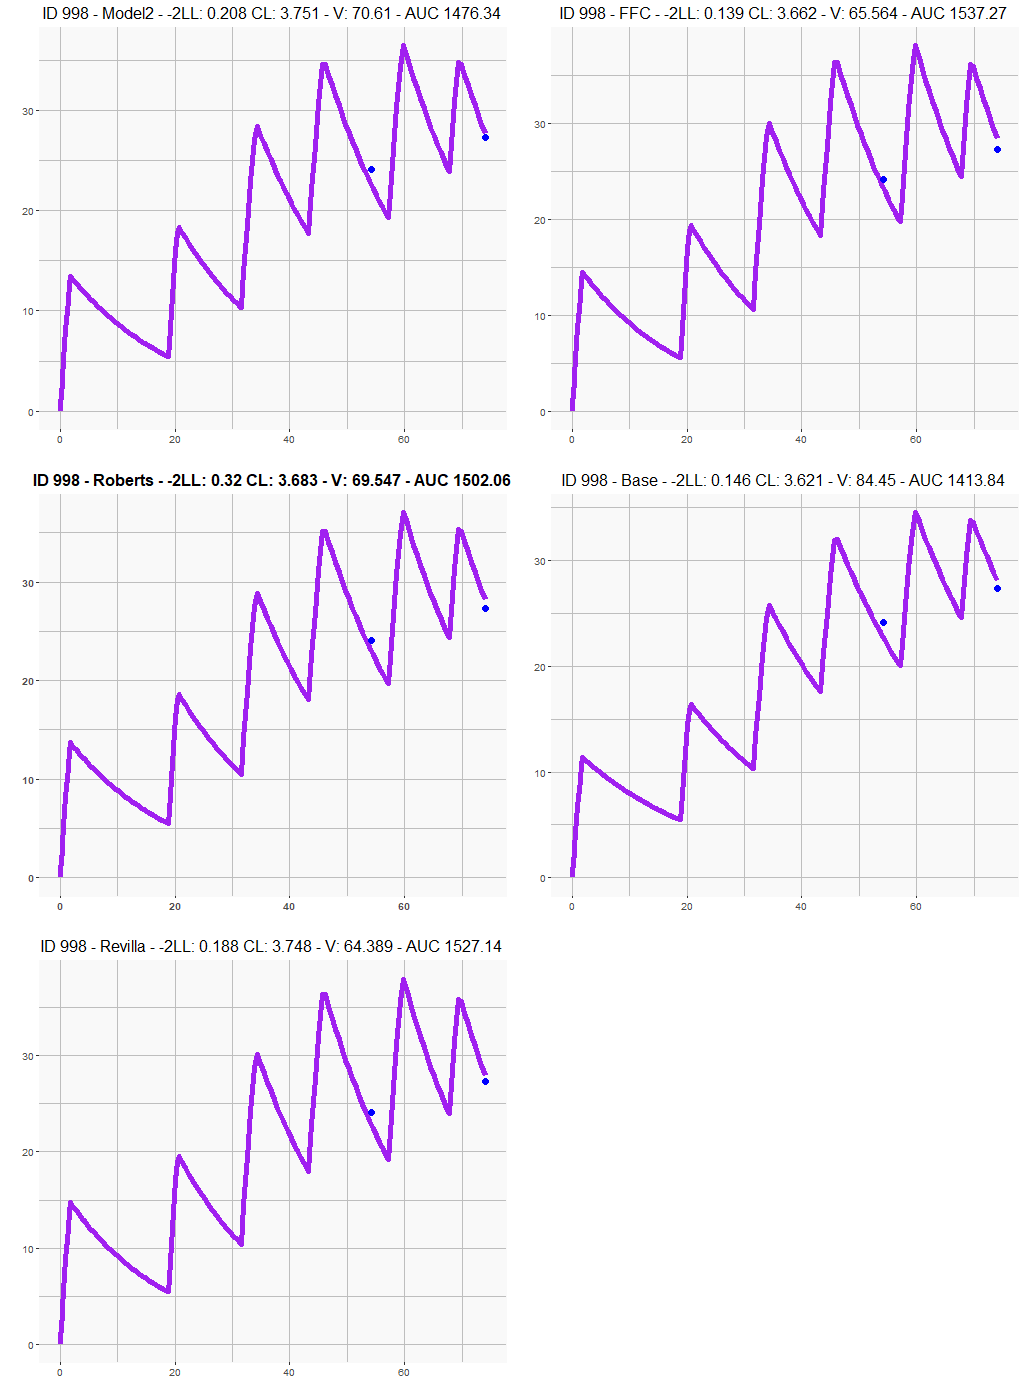 ID 998 - Model2 - -2LL: 0.208 CL: 3.751 - V: 70.61 - AUC 1476.34
30
20
10
0
0 20 40 60
ID 998 - FFC - -2LL: 0.139 CL: 3.662 - V: 65.564 - AUC 1537.27
30
20
10
0
0 20 40 60
ID 998 - Roberts - -2LL: 0.32 CL: 3.683 - V: 69.547 - AUC 1502.06
30
20
10
0
0 20 40 60
ID 998 - Base - -2LL: 0.146 CL: 3.621 - V: 84.45 - AUC 1413.84
30
20
10
0
0 20 40 60
ID 998 - Revilla - -2LL: 0.188 CL: 3.748 - V: 64.389 - AUC 1527.14
30
20
10
0
0 20 40 60